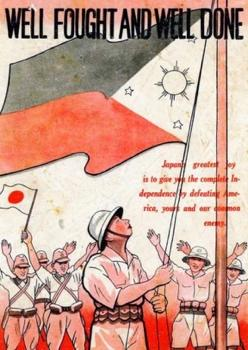 WELL FOUGHT AND WELL DONE
Japan's greatest joy
is to give you the complete In-
dependence by defeating Ame-
rica, yours and our common
enemy.